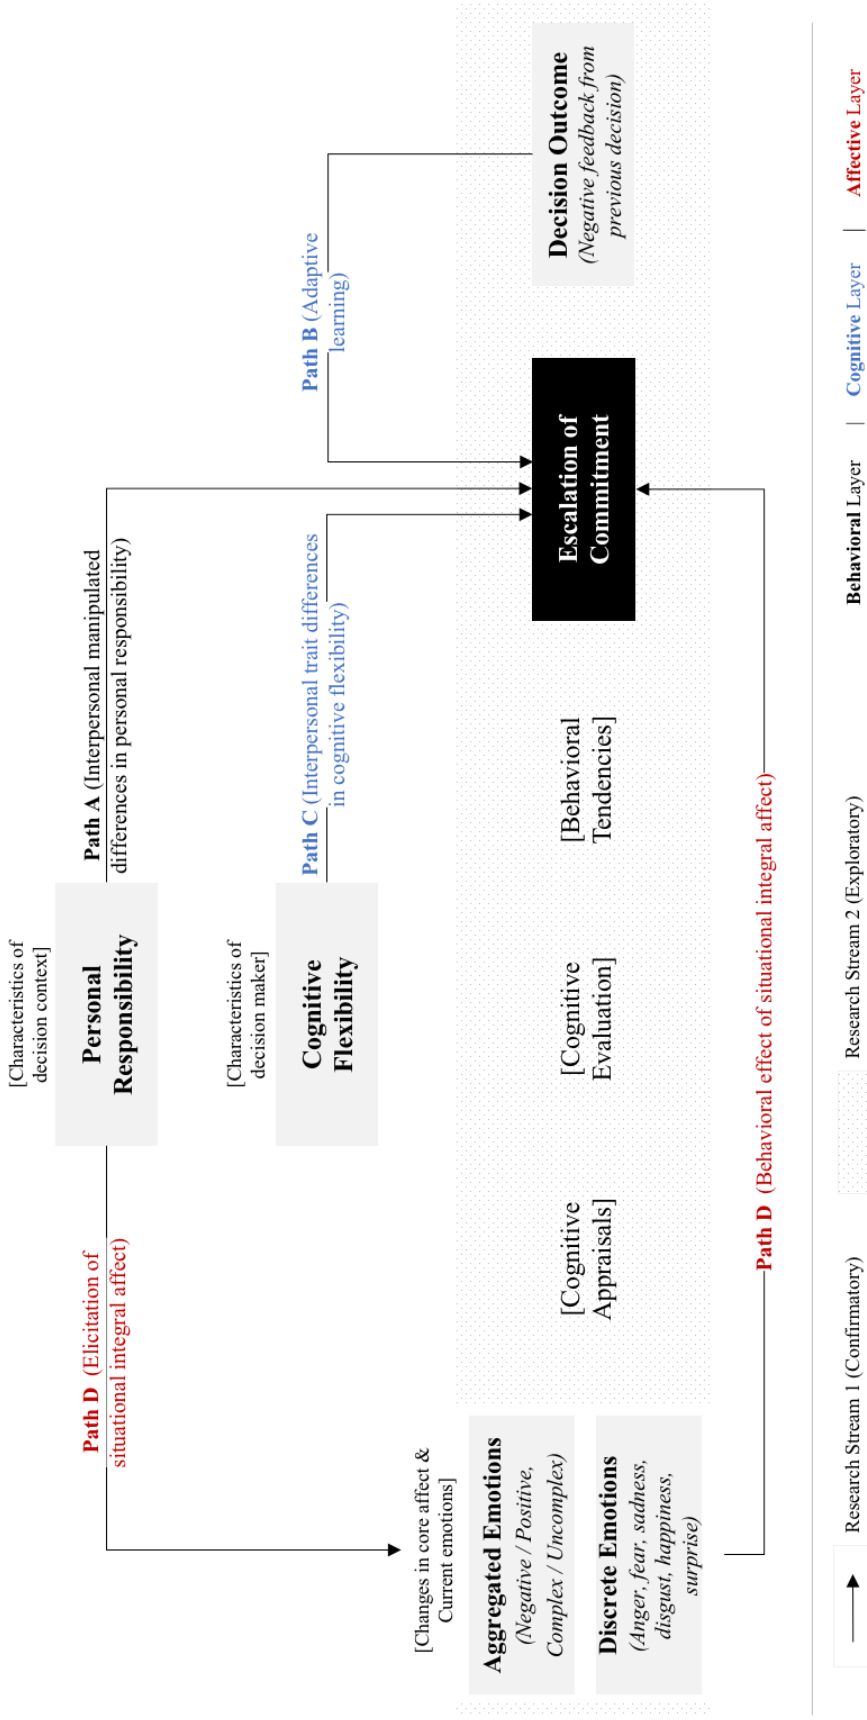 [Characteristics of
decision context]
Personal
Responsibility
Path D (Elicitation of
situational integral affect)
Path A (Interpersonal manipulated
differences in personal responsibility)
[Characteristics of
decision maker]
Cognitive
Flexibility
Path C (Interpersonal trait differences
in cognitive flexibility)
Path B (Adaptive
learning)
[Changes in core affect &
Current emotions]
Aggregated Emotions
(Negative / Positive,
Complex / Uncomplex)
Discrete Emotions
(Anger, fear, sadness,
disgust, happiness,
surprise)
[Cognitive
Appraisals]
[Cognitive
Evaluation]
[Behavioral
Tendencies]
Escalation of
Commitment
Decision Outcome
(Negative feedback from
previous decision)
Path D (Behavioral effect of situational integral affect)
Research Stream 1 (Confirmatory)
Research Stream 2 (Exploratory)
Behavioral Layer | Cognitive Layer | Affective Layer